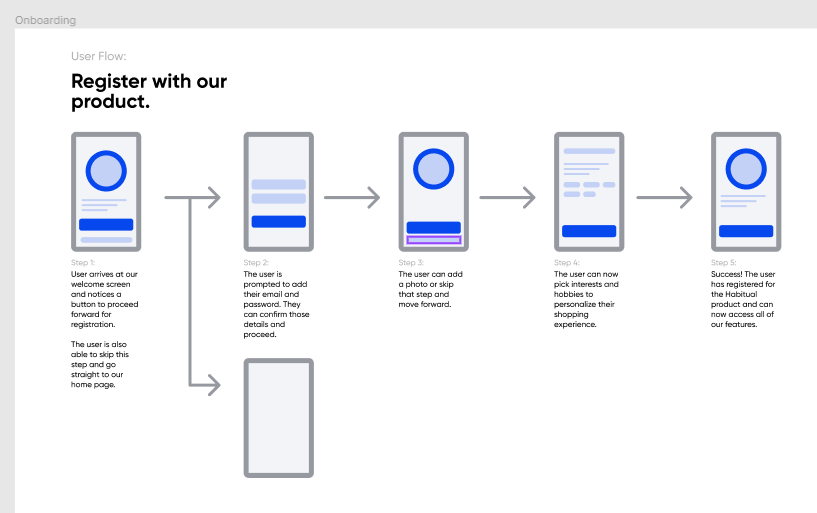 Onboarding
User Flow:
Register with our
product.
Step 1:
User arrives at our
welcome screen
and notices a
button to proceed
forward for
registration.
The user is also
able to skip this
step and go
straight to our
home page.
Step 2:
The user is
prompted to add
their email and
password. They
can confirm those
details and
proceed.
Step 3:
The user can add
a photo or skip
that step and
move forward.
Step 4:
The user can now
pick interests and
hobbies to
personalize their
shopping
experience.
Step 5:
Success! The user
has registered for
the Habitual
product and can
now access all of
our features.